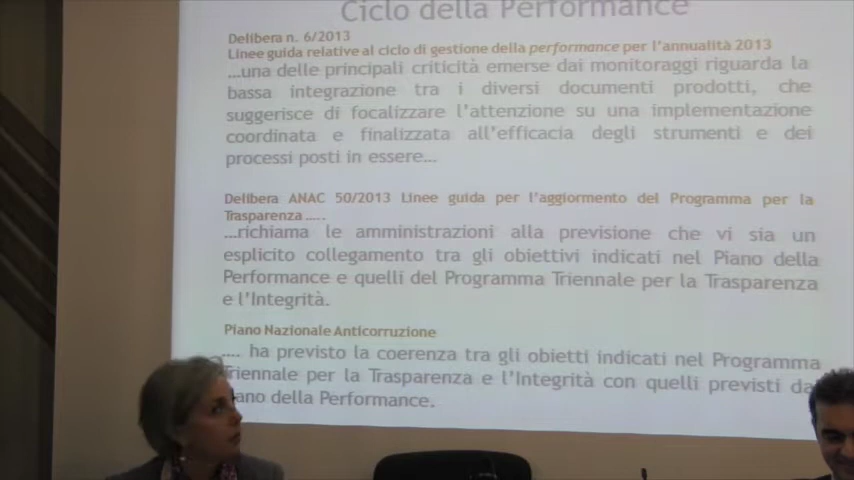 Ciclo della Performance
Delibera n. 6/2013
Linee guida relative al ciclo di gestione della performance per l'annualità 2013
...una delle principali criticità emerse dai monitoraggi riguarda la
bassa integrazione tra i diversi documenti prodotti, che
suggerisce di focalizzare l'attenzione su una implementazione
coordinata e finalizzata all'efficacia degli strumenti e dei
processi posti in essere...
Delibera ANAC 50/2013 Linee guida per l'aggiormento del Programma per la
Trasparenza .....
...richiama le amministrazioni alla previsione che vi sia un
esplicito collegamento tra gli obiettivi indicati nel Piano della
Performance e quelli del Programma Triennale per la Trasparenza
e l'Integrità.
Piano Nazionale Anticorruzione
.... ha previsto la coerenza tra gli obietti indicati nel Programma
Triennale per la Trasparenza e l'Integrità con quelli previsti da
Piano della Performance.